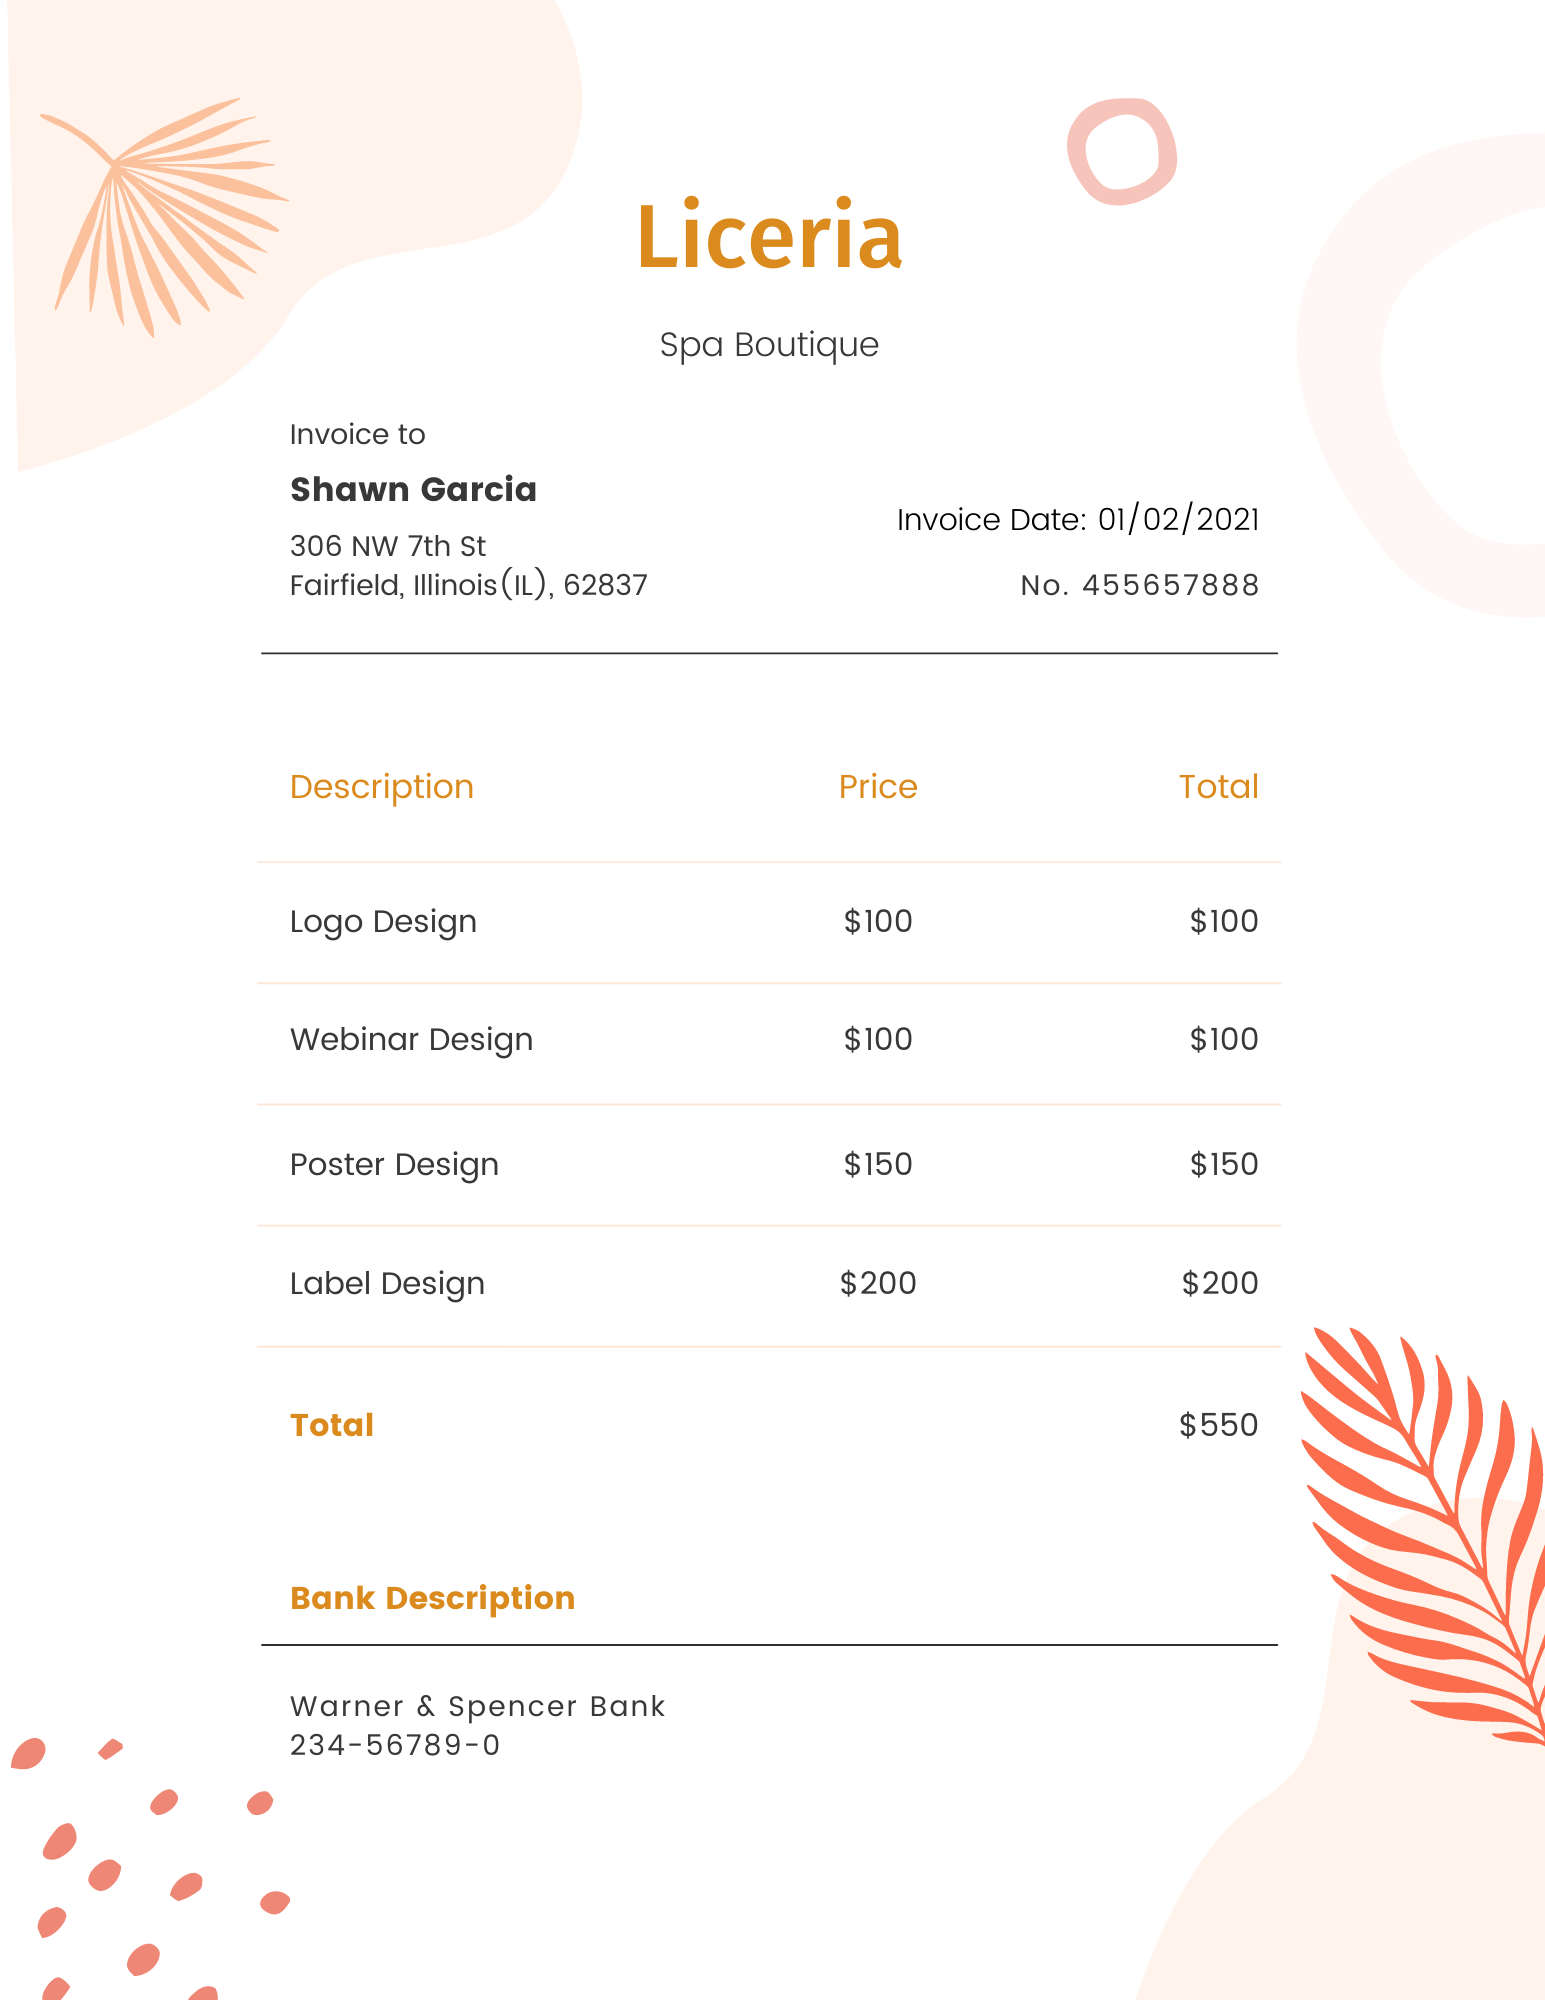 Liceria
Spa Boutique
Invoice to
Shawn Garcia
306 NW 7th St
Fairfield, Illinois(IL), 62837
Invoice Date: 01/02/2021
No. 455657888
Description Price Total
Logo Design $100 $100
Webinar Design $100 $100
Poster Design $150 $150
Label Design $200 $200
Total $550
Bank Description
Warner & Spencer Bank
234-56789-0